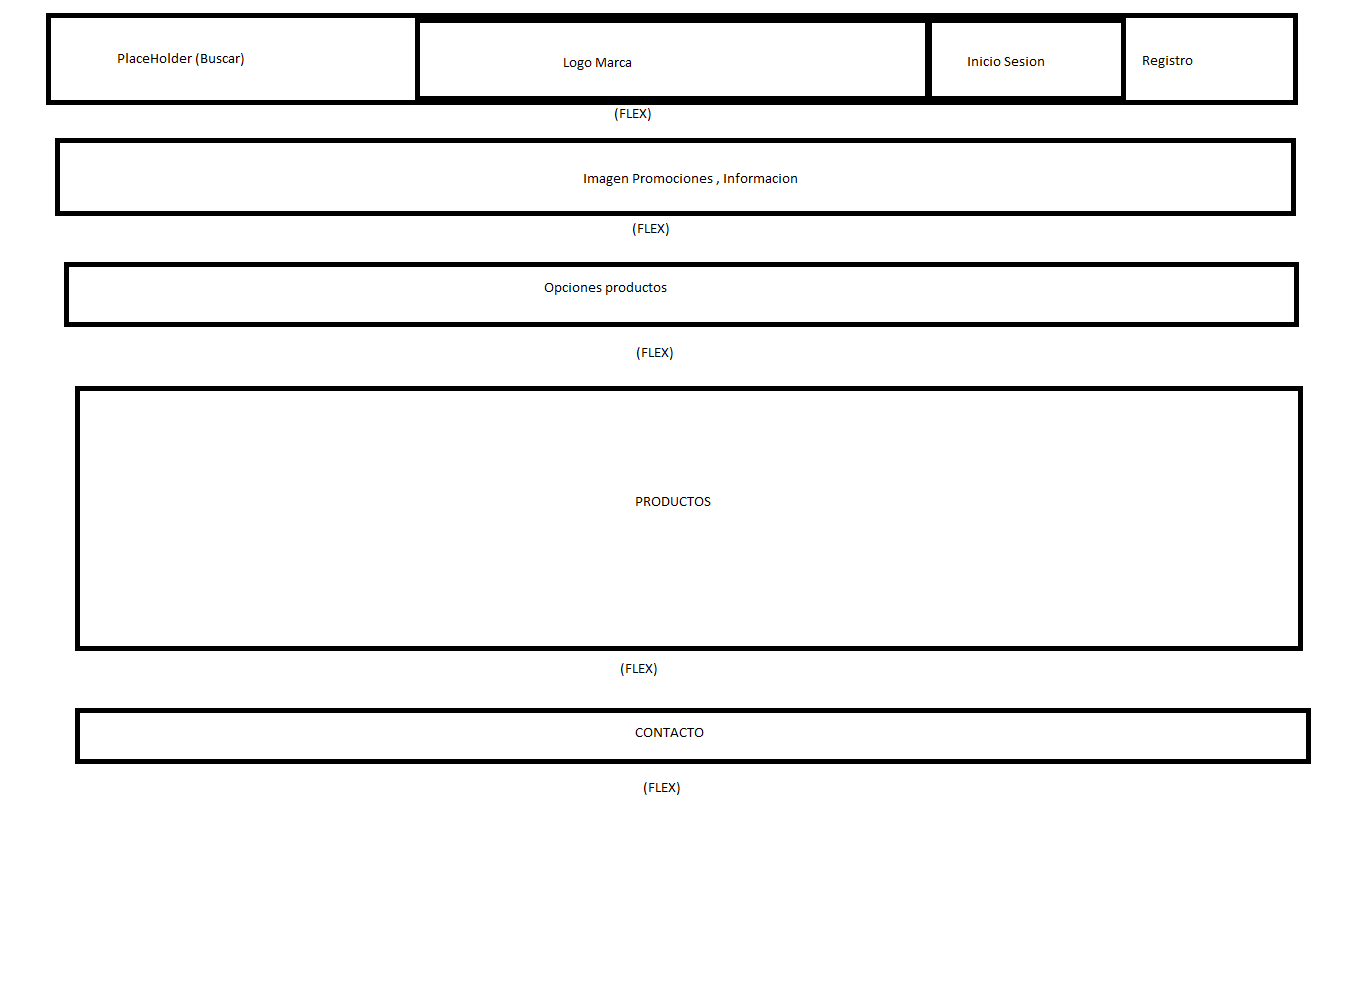 PlaceHolder (Buscar)
Logo Marca
Inicio Sesion
Registro
(FLEX)
Imagen Promociones , Informacion
(FLEX)
Opciones productos
(FLEX)
PRODUCTOS
(FLEX)
CONTACTO
(FLEX)